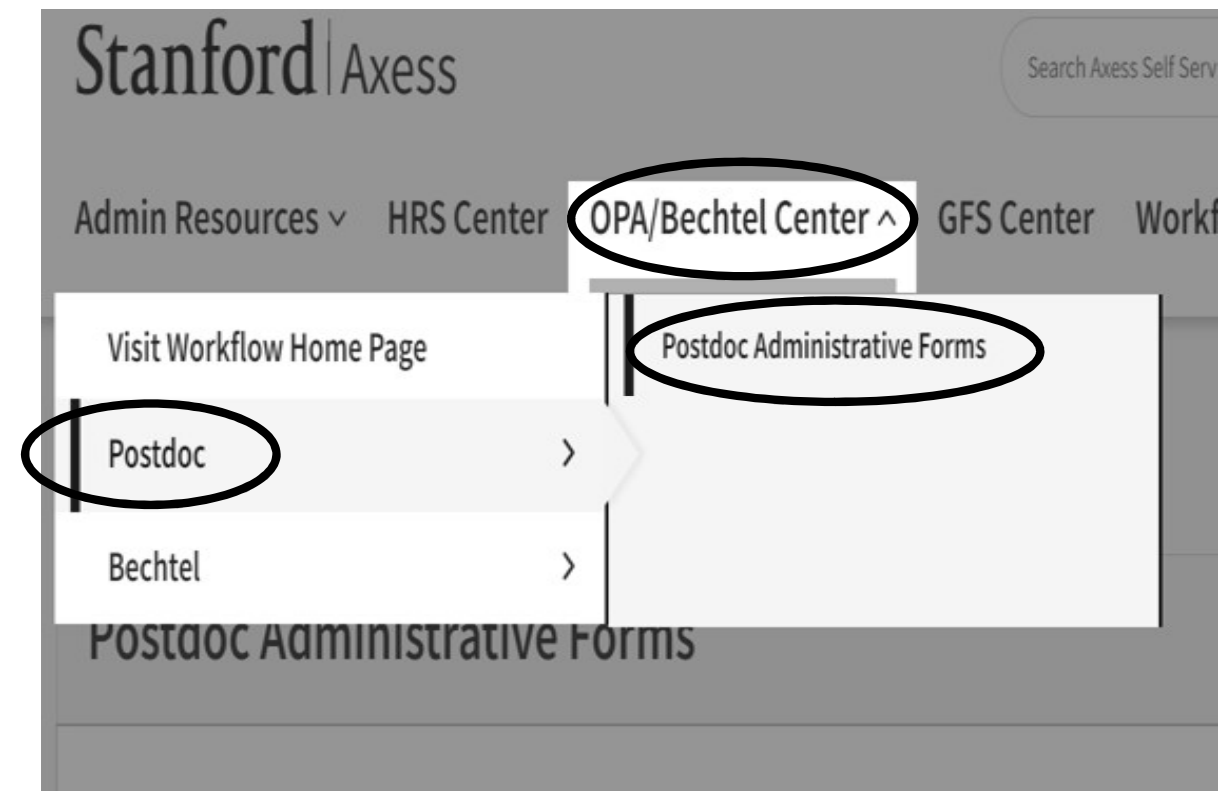 Stanford | Axess
Search Axess Self Serv
Admin Resources HRS Center OPA/Bechtel Center GFS Center Workf
Visit Workflow Home Page
Postdoc Administrative Forms
Postdoc
Bechtel
Postdoc Administrative Forms